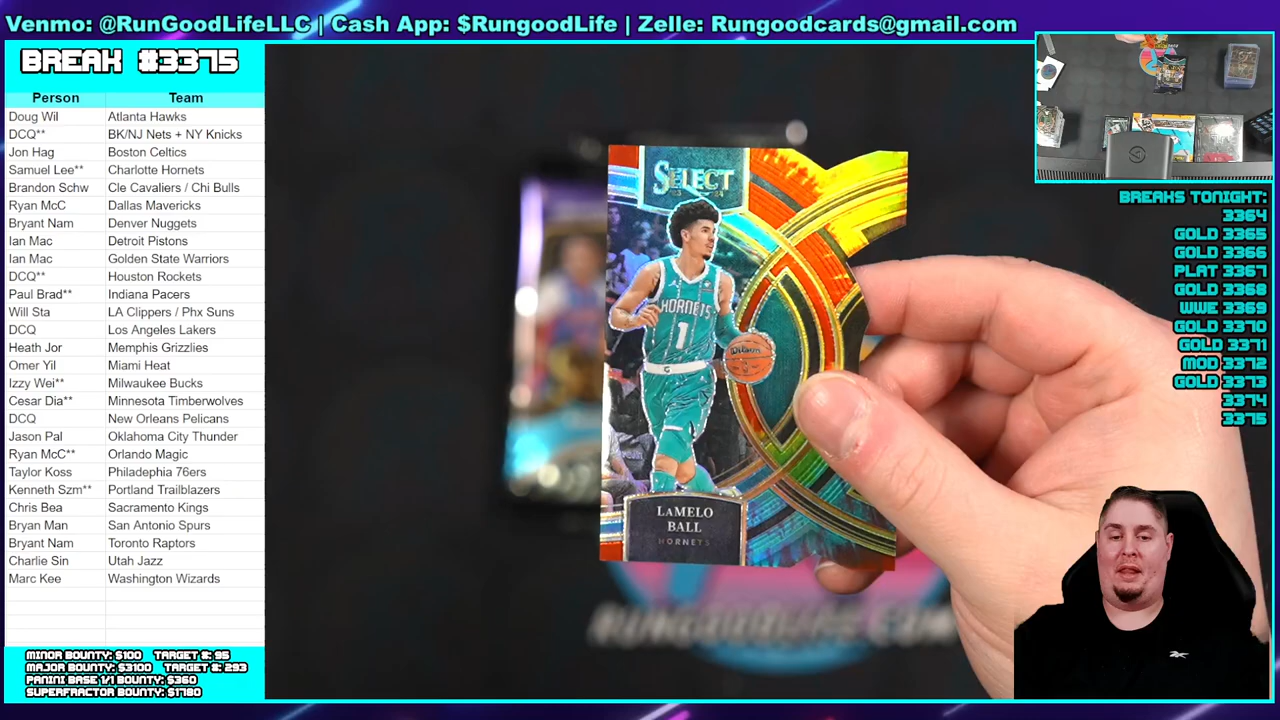 Venmo: @RunGoodLifeLLC | Cash App: $RungoodLife | Zelle: Rungoodcards@gmail.com
BREAK #3375
Person Team
Doug Wil Atlanta Hawks
DCQ** BK/NJ Nets + NY Knicks
Jon Hag Boston Celtics
Samuel Lee** Charlotte Hornets
Brandon Schw Cle Cavaliers / Chi Bulls
Ryan McC Dallas Mavericks
Bryant Nam Denver Nuggets
Ian Mac Detroit Pistons
Ian Mac Golden State Warriors
DCQ** Houston Rockets
Paul Brad** Indiana Pacers
Will Sta LA Clippers / Phx Suns
DCQ Los Angeles Lakers
Heath Jor Memphis Grizzlies
Omer Yil Miami Heat
Izzy Wei** Milwaukee Bucks
Cesar Dia** Minnesota Timberwolves
DCQ New Orleans Pelicans
Jason Pal Oklahoma City Thunder
Ryan McC** Orlando Magic
Taylor Koss Philadephia 76ers
Kenneth Szm** Portland Trailblazers
Chris Bea Sacramento Kings
Bryan Man San Antonio Spurs
Bryant Nam Toronto Raptors
Charlie Sin Utah Jazz
Marc Kee Washington Wizards
MINOR BOUNTY: $100 TARGET #: 95
MAJOR BOUNTY: $3100 TARGET #: 293
PANINI BASE 1/1 BOUNTY: $360
SUPERFRACTOR BOUNTY: $1780
SELECT
HORNETS
1
Wilson
LAMELO
BALL
HORNETS
BREAKS TONIGHT:
3364
GOLD 3365
GOLD 3366
PLAT 3367
GOLD 3368
WWE 3369
GOLD 3370
GOLD 3371
MOD 3372
GOLD 3373
3374
3375